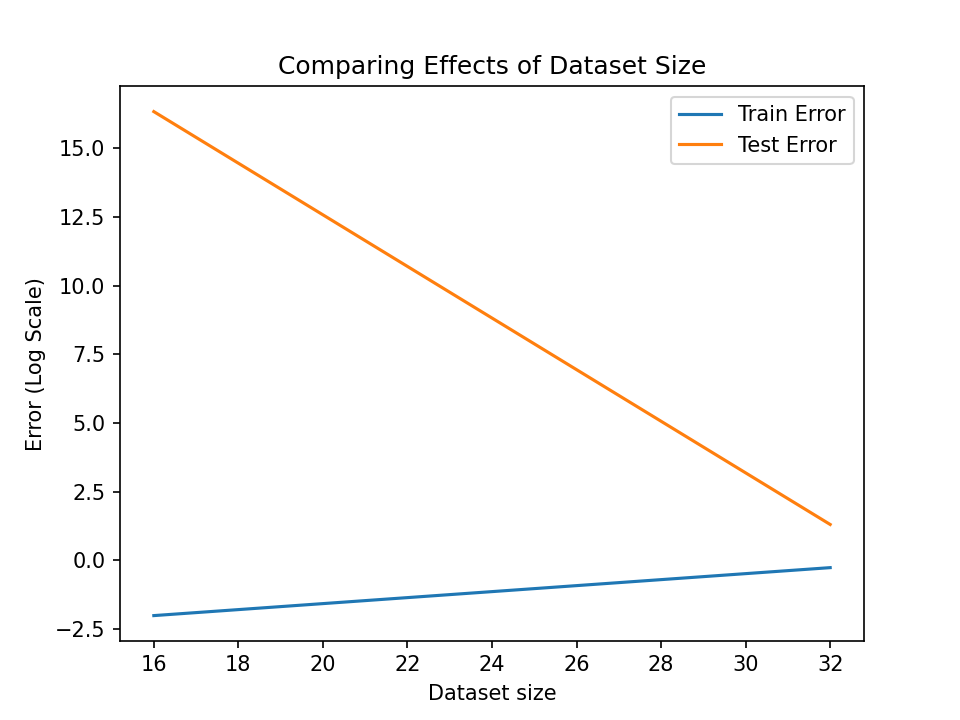 Comparing Effects of Dataset Size
Train Error
Test Error
15.0
12.5
10.0
7.5
5.0
2.5
0.0
−2.5
Error (Log Scale)
16 18 20 22 24 26 28 30 32
Dataset size